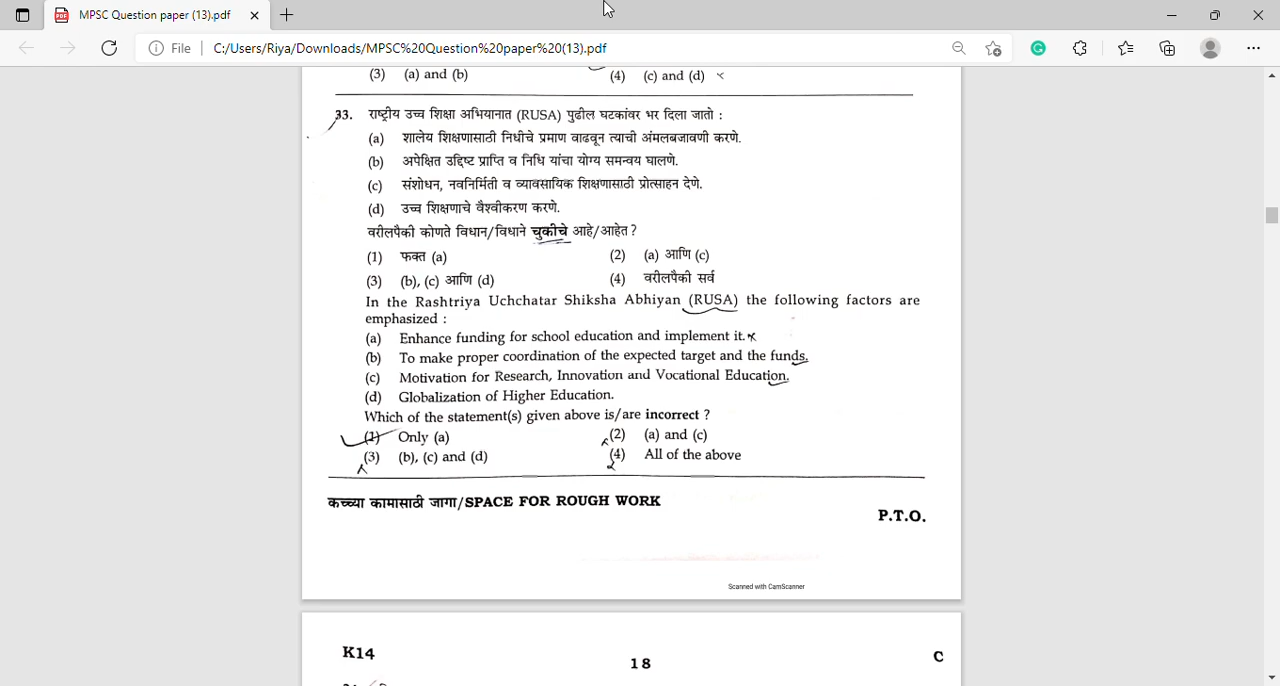 MPSC Question paper (13).pdf
File | C:/Users/Riya/Downloads/MPSC%20Question%20paper%20(13).pdf
(3) (a) and (b) (4) (c) and (d)
33. राष्ट्रीय उच्च शिक्षा अभियानात (RUSA) पुढील घटकांवर भर दिला जातो :
(a) शालेय शिक्षणासाठी निधीचे प्रमाण वाढवून त्याची अंमलबजावणी करणे.
(b) अपेक्षित उद्दिष्ट प्राप्ति व निधि यांचा योग्य समन्वय घालणे.
(c) संशोधन, नवनिर्मिती व व्यावसायिक शिक्षणासाठी प्रोत्साहन देणे.
(d) उच्च शिक्षणाचे वैश्वीकरण करणे.
वरीलपैकी कोणते विधान/विधाने चुकीचे आहे/आहेत ?
(1) फक्त (a) (2) (a) आणि (c)
(3) (b), (c) आणि (d) (4) वरीलपैकी सर्व
In the Rashtriya Uchchatar Shiksha Abhiyan (RUSA) the following factors are
emphasized :
(a) Enhance funding for school education and implement it.
(b) To make proper coordination of the expected target and the funds.
(c) Motivation for Research, Innovation and Vocational Education.
(d) Globalization of Higher Education.
Which of the statement(s) given above is/are incorrect ?
(1) Only (a) (2) (a) and (c)
(3) (b), (c) and (d) (4) All of the above
कच्च्या कामासाठी जागा/SPACE FOR ROUGH WORK
P.T.O.
Scanned with CamScanner
K14 18 C